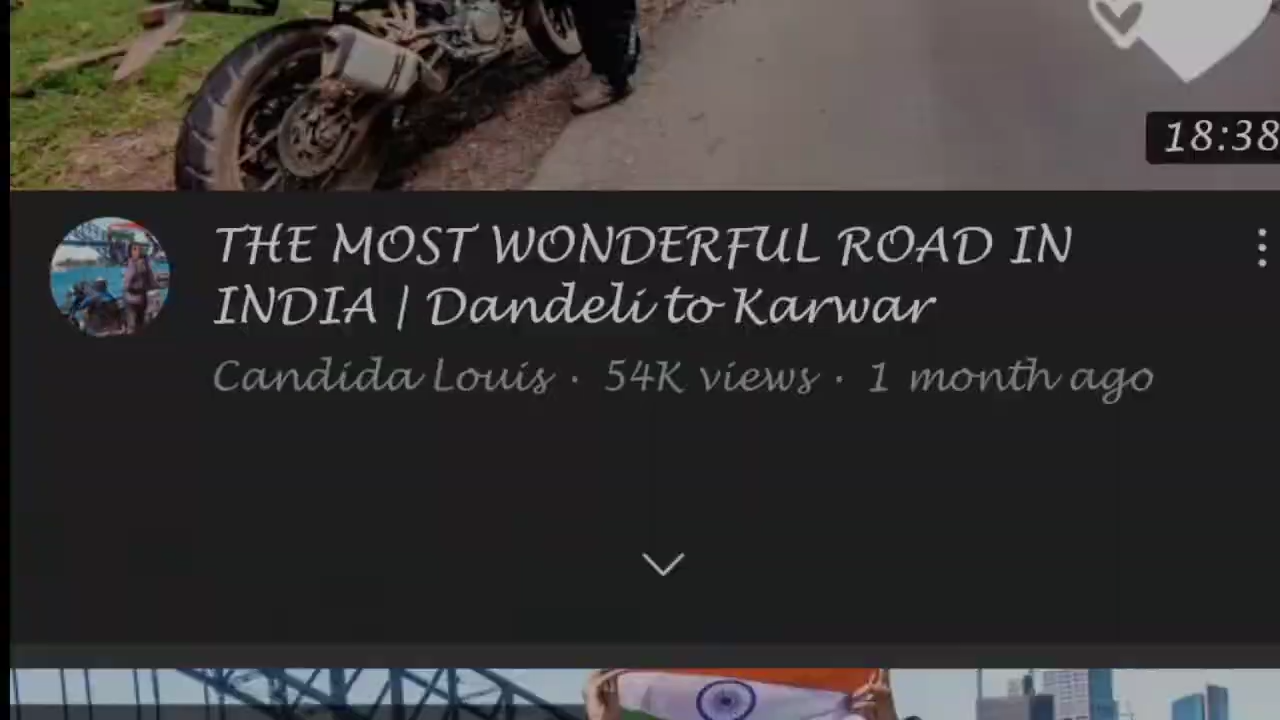 18:38
THE MOST WONDERFUL ROAD IN
INDIA | Dandeli to Karwar
Candida Louis · 54K views · 1 month ago